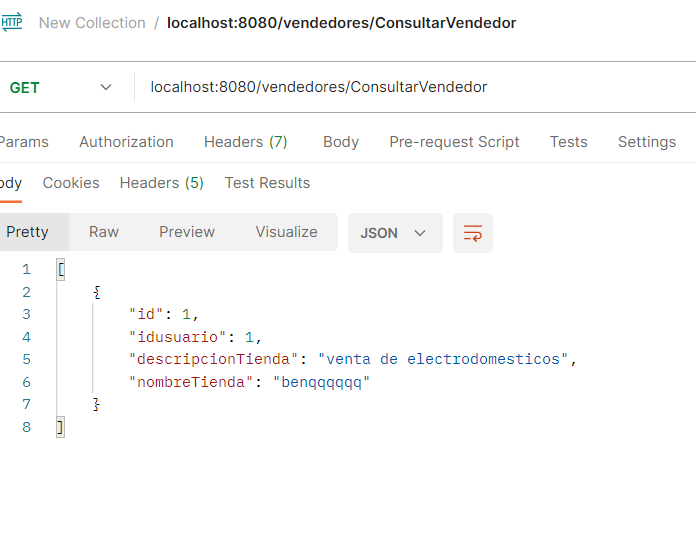 HTTP New Collection / localhost:8080/vendedores/ConsultarVendedor
GET localhost:8080/vendedores/ConsultarVendedor
Params Authorization Headers (7) Body Pre-request Script Tests Settings
ody Cookies Headers (5) Test Results
Pretty Raw Preview Visualize JSON
1 [
2 {
3 "id": 1,
4 "idusuario": 1,
5 "descripcionTienda": "venta de electrodomesticos",
6 "nombreTienda": "benqqqqqq"
7 }
8 ]